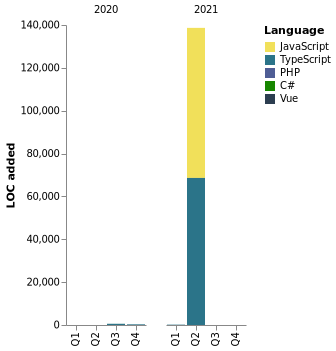 2020 2021
Language
JavaScript
TypeScript
PHP
C#
Vue
LOC added
140,000
120,000
100,000
80,000
60,000
40,000
20,000
0
Q1 Q2 Q3 Q4 Q1 Q2 Q3 Q4